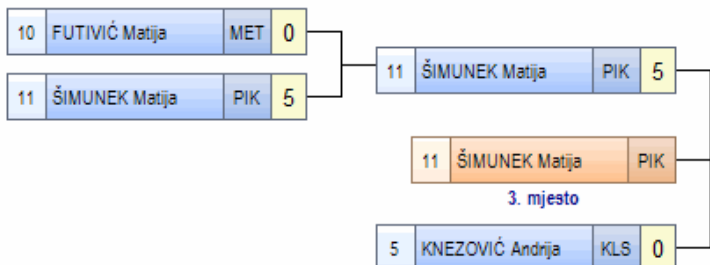 10 FUTIVIĆ Matija MET 0
11 ŠIMUNEK Matija PIK 5
11 ŠIMUNEK Matija PIK 5
11 ŠIMUNEK Matija PIK
3. mjesto
5 KNEZOVIĆ Andrija KLS 0